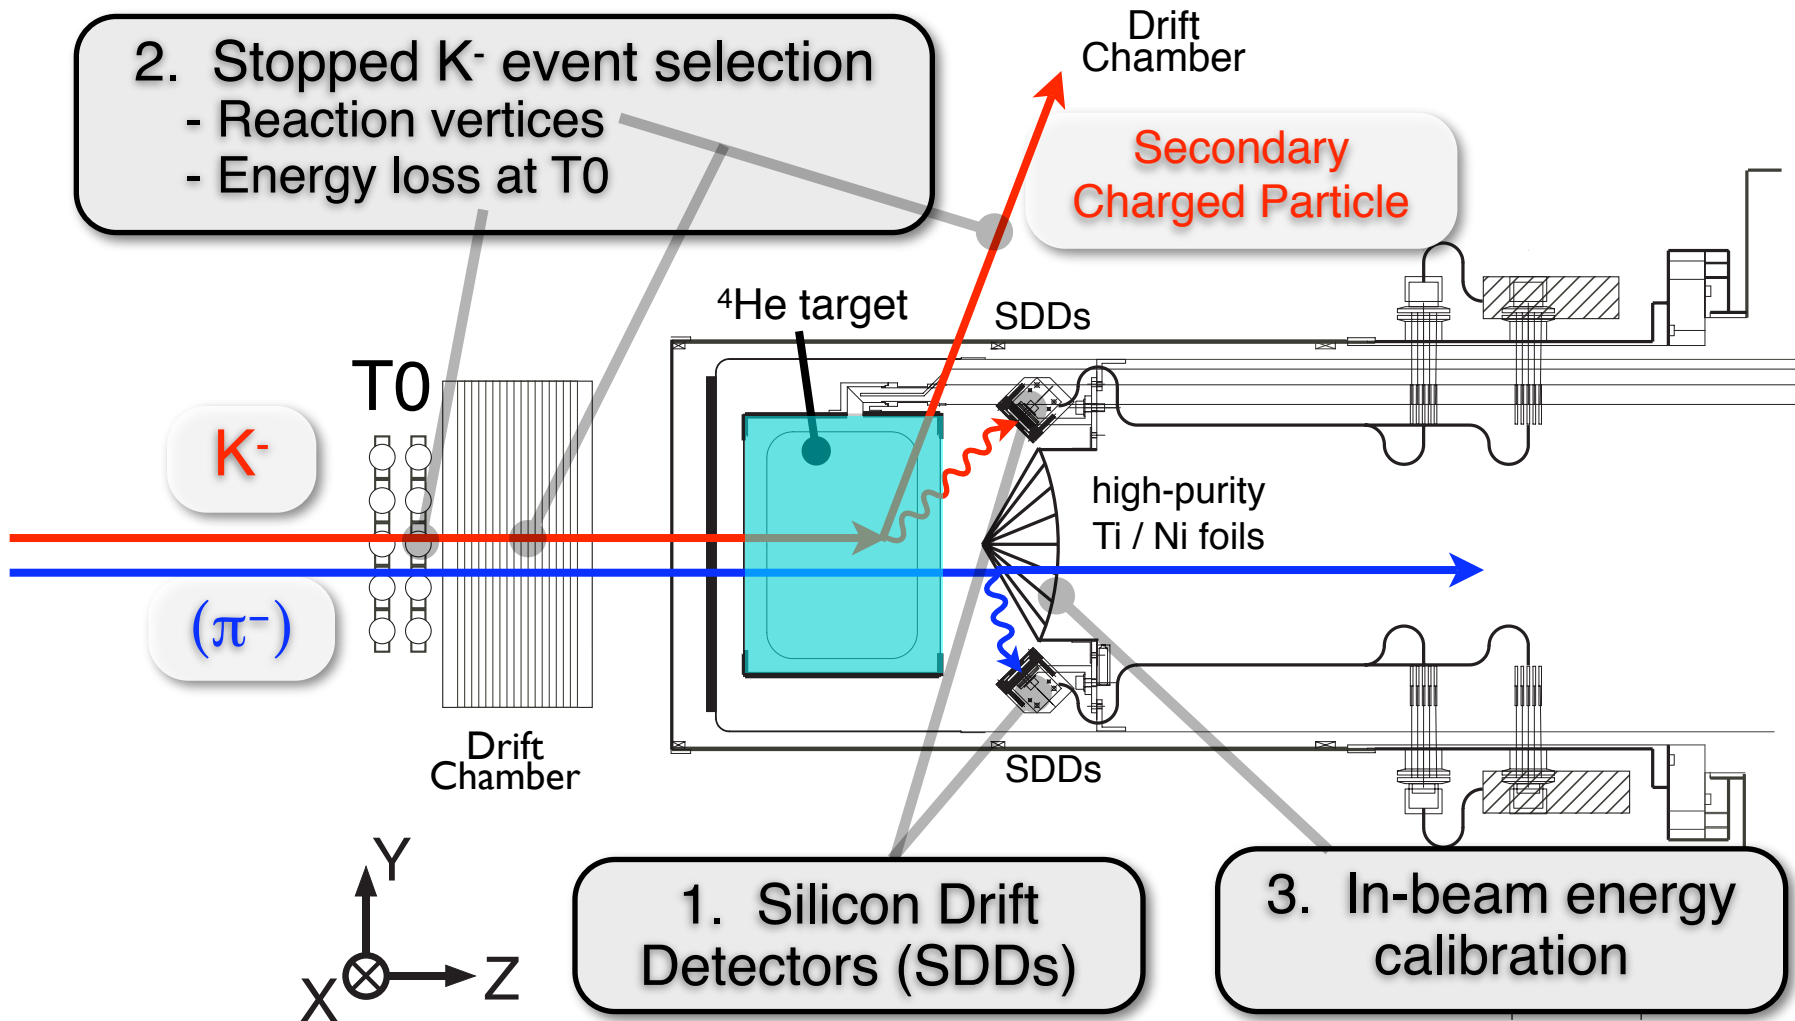 2. Stopped K⁻ event selection
- Reaction vertices
- Energy loss at T0
Drift
Chamber
Secondary
Charged Particle
⁴He target
SDDs
T0
K⁻
high-purity
Ti / Ni foils
(π⁻)
Drift
Chamber
SDDs
Y
X
Z
1. Silicon Drift
Detectors (SDDs)
3. In-beam energy
calibration